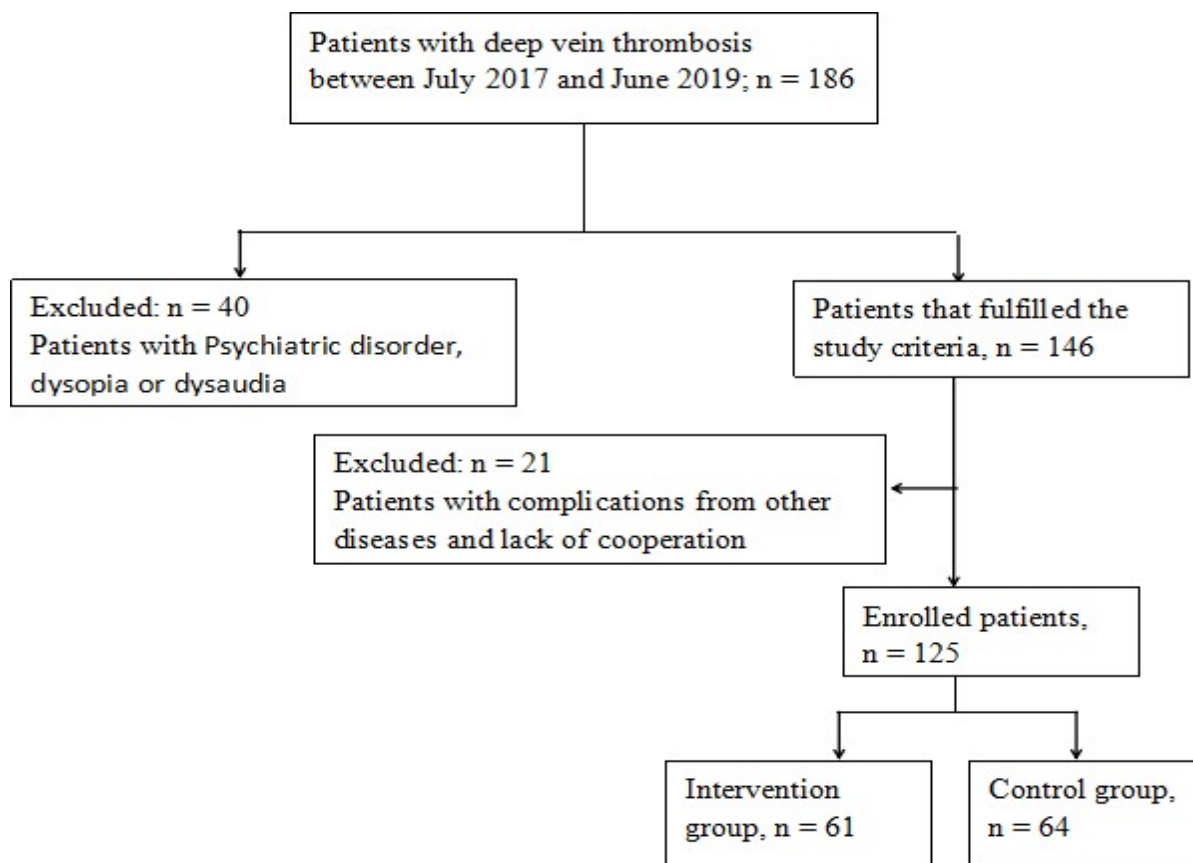 Patients with deep vein thrombosis
between July 2017 and June 2019; n = 186
Excluded: n = 40
Patients with Psychiatric disorder,
dysopia or dysaudia
Patients that fulfilled the
study criteria, n = 146
Excluded: n = 21
Patients with complications from other
diseases and lack of cooperation
Enrolled patients,
n = 125
Intervention
group, n = 61
Control group,
n = 64